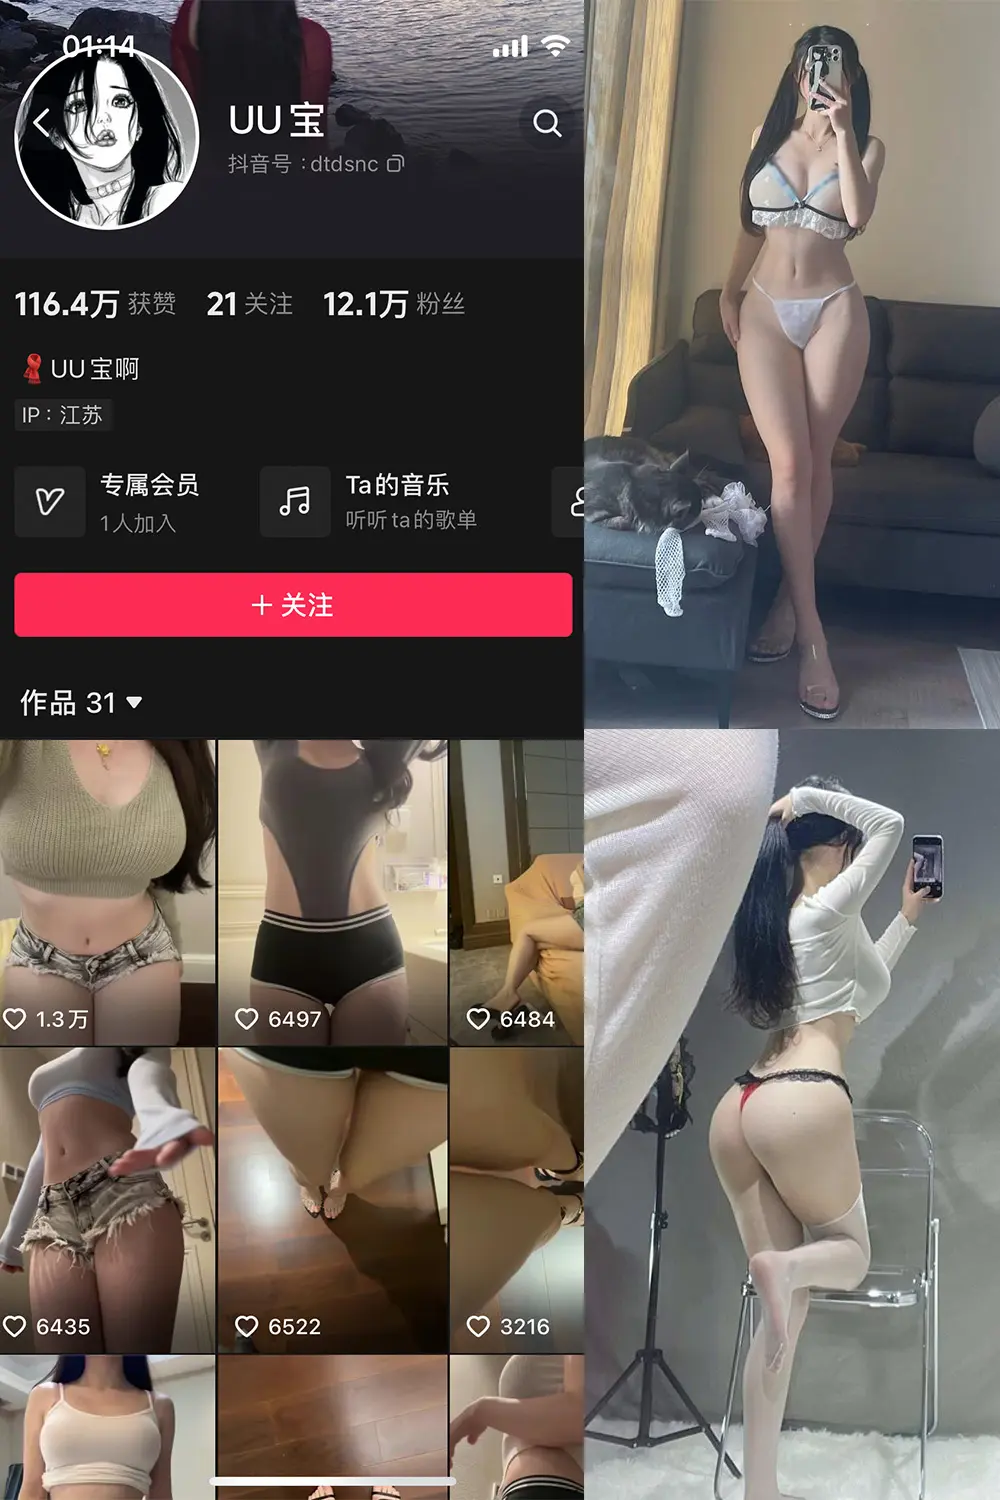 01:14
UU宝
抖音号：dtdsnc
116.4万 获赞 21 关注 12.1万 粉丝
UU宝啊
IP：江苏
专属会员
1人加入
Ta的音乐
听听ta的歌单
+ 关注
作品 31
1.3万
6497
6484
6435
6522
3216